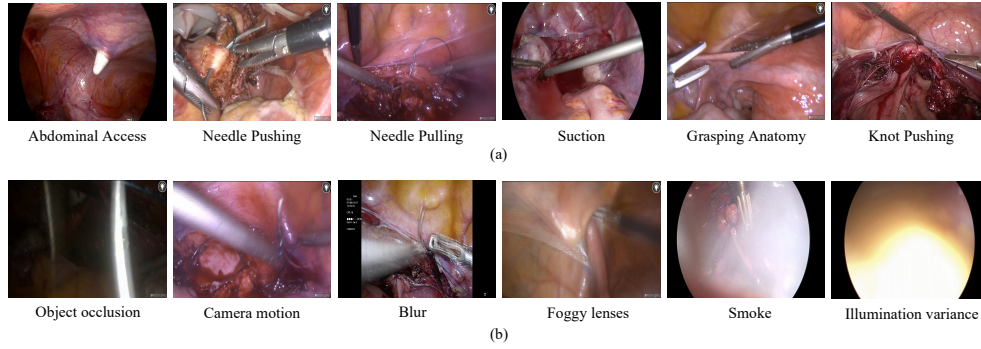 Abdominal Access
Needle Pushing
Needle Pulling
Suction
Grasping Anatomy
Knot Pushing
(a)
Object occlusion
Camera motion
Blur
Foggy lenses
Smoke
Illumination variance
(b)